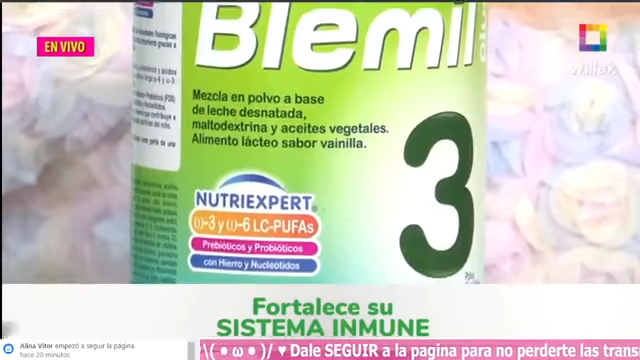 EN VIVO
Blemil
plus
willax
Mezcla en polvo a base
de leche desnatada,
maltodextrina y aceites vegetales.
Alimento lácteo sabor vainilla.
3
NUTRIEXPERT
ω-3 y ω-6 LC-PUFAs
Prebióticos y Probióticos
con Hierro y Nucleótidos
Fortalece su
SISTEMA INMUNE
Alina Vitor empezó a seguir la página
hace 20 minutos
\(• ω •)/ ♥ Dale SEGUIR a la pagina para no perderte las trans